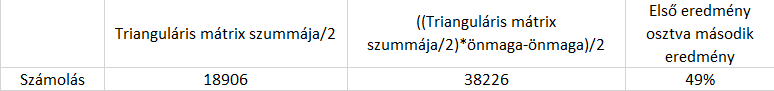 Trianguláris mátrix szummája/2
((Trianguláris mátrix
szummája/2)*önmaga-önmaga)/2
Első eredmény
osztva második
eredmény
Számolás
18906
38226
49%